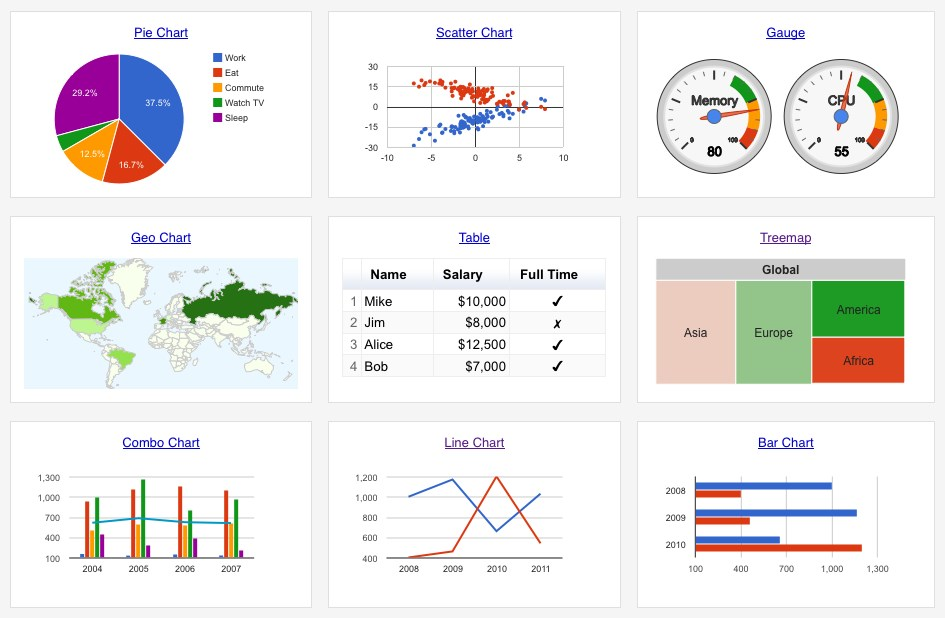 Pie Chart
Work
Eat
Commute
Watch TV
Sleep
29.2%
37.5%
12.5%
16.7%
Scatter Chart
30
15
0
-15
-30
-10 -5 0 5 10
Gauge
Memory
0 100
80
CPU
0 100
55
Geo Chart
Table
Name Salary Full Time
1 Mike $10,000 ✔
2 Jim $8,000 ✗
3 Alice $12,500 ✔
4 Bob $7,000 ✔
Treemap
Global
Asia
Europe
America
Africa
Combo Chart
1,300
1,000
700
400
100
2004 2005 2006 2007
Line Chart
1,200
1,000
800
600
400
2008 2009 2010 2011
Bar Chart
2008
2009
2010
100 400 700 1,000 1,300